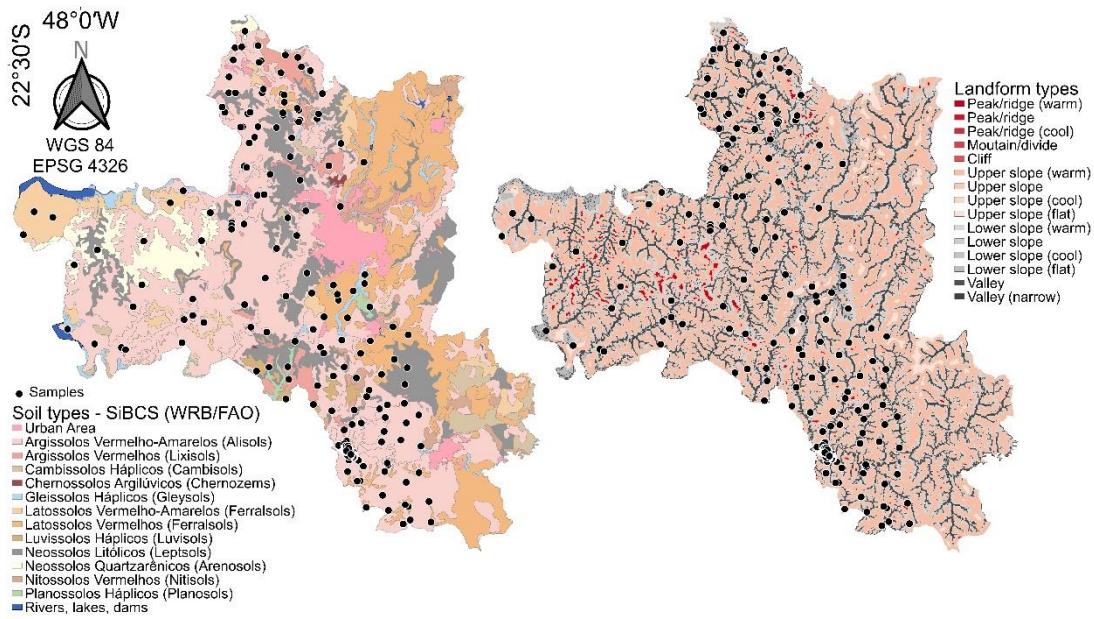 48°0′W
22°30′S
N
WGS 84
EPSG 4326
Samples
Soil types - SiBCS (WRB/FAO)
Urban Area
Argissolos Vermelho-Amarelos (Alisols)
Argissolos Vermelhos (Lixisols)
Cambissolos Háplicos (Cambisols)
Chernossolos Argilúvicos (Chernozems)
Gleissolos Háplicos (Gleysols)
Latossolos Vermelho-Amarelos (Ferralsols)
Latossolos Vermelhos (Ferralsols)
Luvissolos Háplicos (Luvisols)
Neossolos Litólicos (Leptsols)
Neossolos Quartzarênicos (Arenosols)
Nitossolos Vermelhos (Nitisols)
Planossolos Háplicos (Planosols)
Rivers, lakes, dams
Landform types
Peak/ridge (warm)
Peak/ridge
Peak/ridge (cool)
Moutain/divide
Cliff
Upper slope (warm)
Upper slope
Upper slope (cool)
Upper slope (flat)
Lower slope (warm)
Lower slope
Lower slope (cool)
Lower slope (flat)
Valley
Valley (narrow)